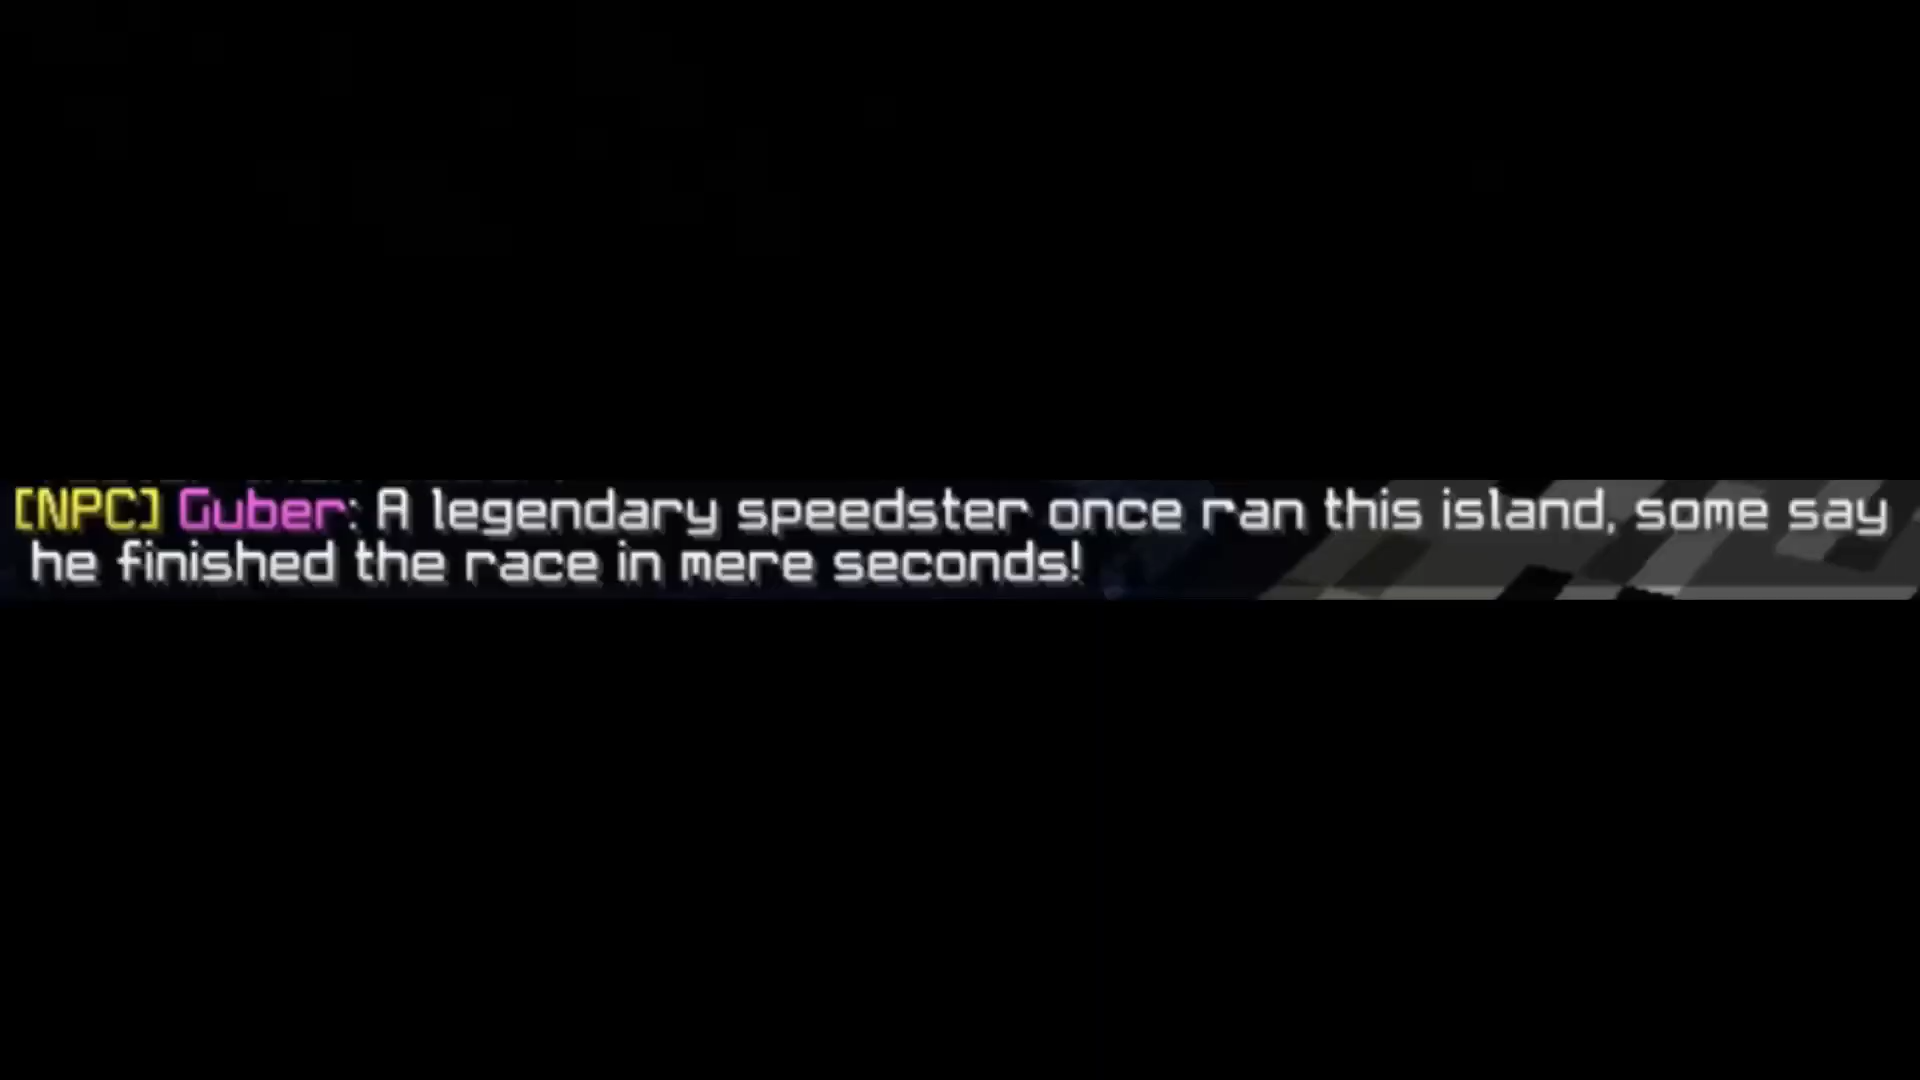 [NPC] Guber: A legendary speedster once ran this island, some say
he finished the race in mere seconds!